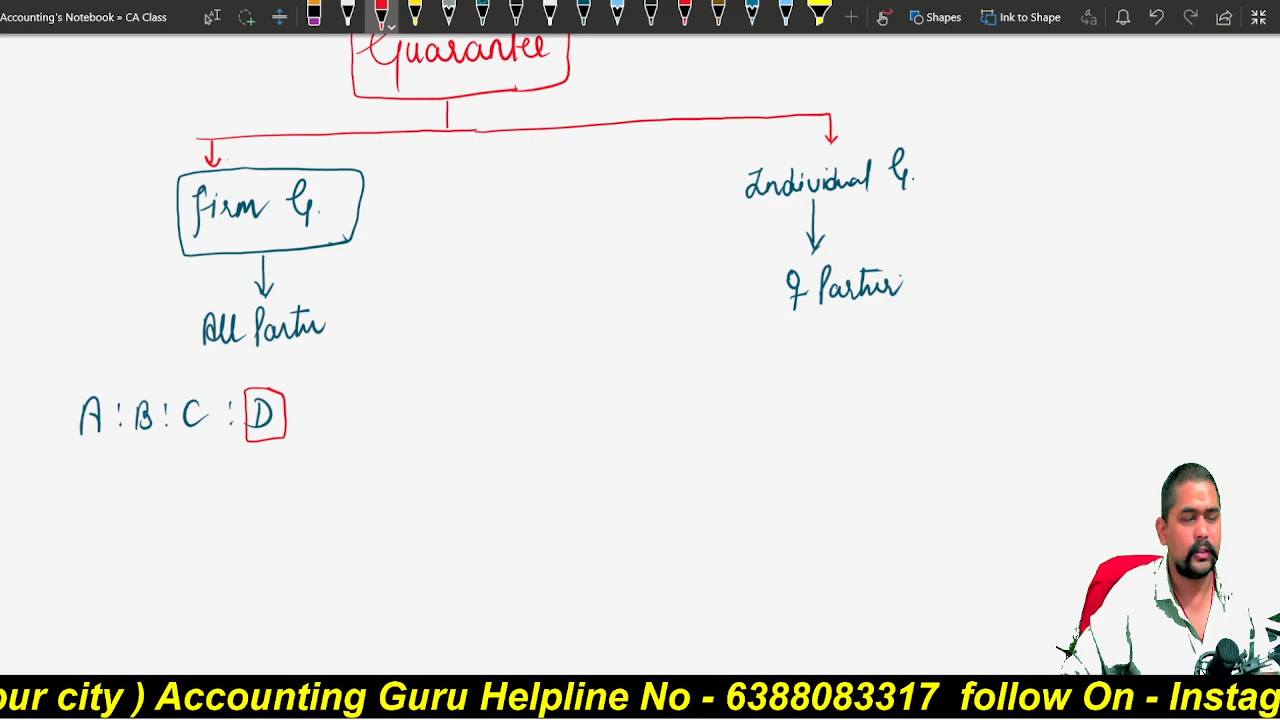 Accounting's Notebook » CA Class
Shapes
Ink to Shape
Guarantee
Firm G.
Individual G.
All Partnr
Partner
A : B : C : D
our city ) Accounting Guru Helpline No - 6388083317 follow On - Instag